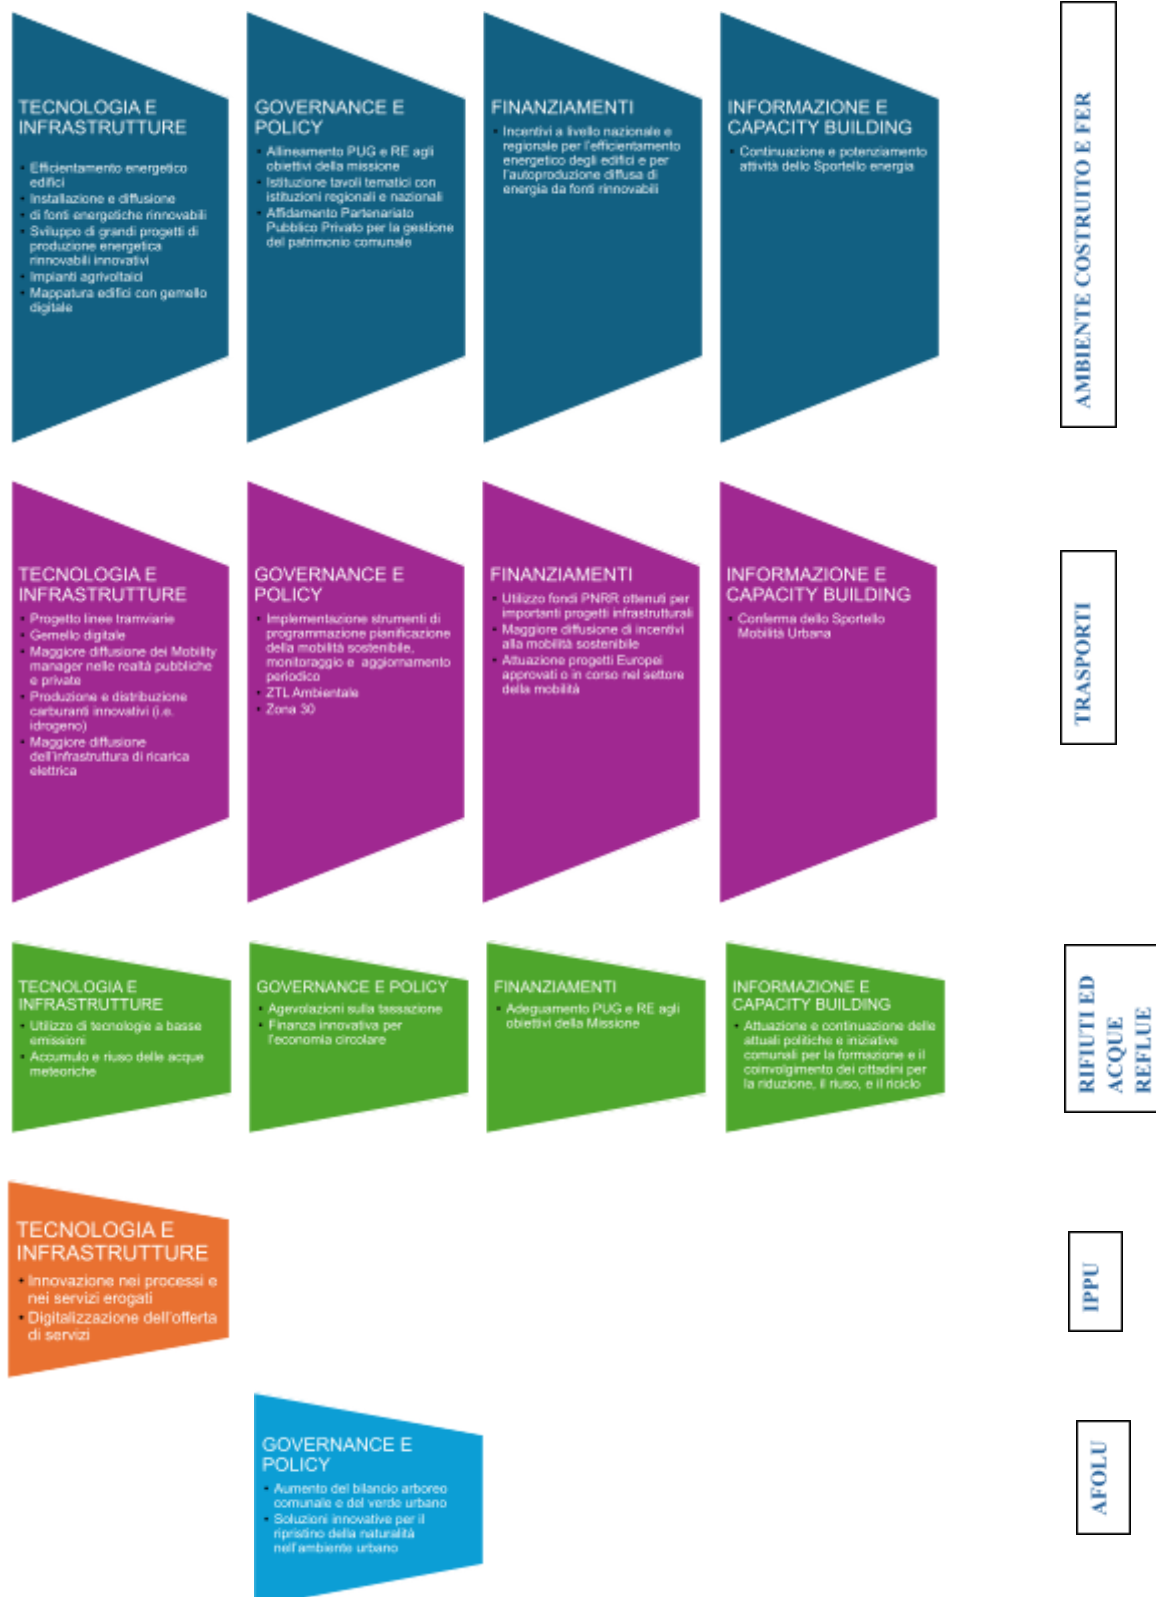 TECNOLOGIA E
INFRASTRUTTURE
• Efficientamento energetico
edifici
• Installazione e diffusione
• di fonti energetiche rinnovabili
• Sviluppo di grandi progetti di
produzione energetica
rinnovabili innovativi
• Impianti agrivoltaici
• Mappatura edifici con gemello
digitale
GOVERNANCE E
POLICY
• Allineamento PUG e RE agli
obiettivi della missione
• Istituzione tavoli tematici con
istituzioni regionali e nazionali
• Affidamento Partenariato
Pubblico Privato per la gestione
del patrimonio comunale
FINANZIAMENTI
• Incentivi a livello nazionale e
regionale per l'efficientamento
energetico degli edifici e per
l'autoproduzione diffusa di
energia da fonti rinnovabili
INFORMAZIONE E
CAPACITY BUILDING
• Continuazione e potenziamento
attività dello Sportello energia
AMBIENTE COSTRUITO E FER
TECNOLOGIA E
INFRASTRUTTURE
• Progetto linee tramviarie
• Gemello digitale
• Maggiore diffusione dei Mobility
manager nelle realtà pubbliche
e private
• Produzione e distribuzione
carburanti innovativi (i.e.
idrogeno)
• Maggiore diffusione
dell'infrastruttura di ricarica
elettrica
GOVERNANCE E
POLICY
• Implementazione strumenti di
programmazione pianificazione
della mobilità sostenibile,
monitoraggio e aggiornamento
periodico
• ZTL Ambientale
• Zona 30
FINANZIAMENTI
• Utilizzo fondi PNRR ottenuti per
importanti progetti infrastrutturali
• Maggiore diffusione di incentivi
alla mobilità sostenibile
• Attuazione progetti Europei
approvati o in corso nel settore
della mobilità
INFORMAZIONE E
CAPACITY BUILDING
• Conferma dello Sportello
Mobilità Urbana
TRASPORTI
TECNOLOGIA E
INFRASTRUTTURE
• Utilizzo di tecnologie a basse
emissioni
• Accumulo e riuso delle acque
meteoriche
GOVERNANCE E POLICY
• Agevolazioni sulla tassazione
• Finanza innovativa per
l'economia circolare
FINANZIAMENTI
• Adeguamento PUG e RE agli
obiettivi della Missione
INFORMAZIONE E
CAPACITY BUILDING
• Attuazione e continuazione delle
attuali politiche e iniziative
comunali per la formazione e il
coinvolgimento dei cittadini per
la riduzione, il riuso, e il riciclo
RIFIUTI ED
ACQUE
REFLUE
TECNOLOGIA E
INFRASTRUTTURE
• Innovazione nei processi e
nei servizi erogati
• Digitalizzazione dell'offerta
di servizi
IPPU
GOVERNANCE E
POLICY
• Aumento del bilancio arboreo
comunale e del verde urbano
• Soluzioni innovative per il
ripristino della naturalità
nell'ambiente urbano
AFOLU